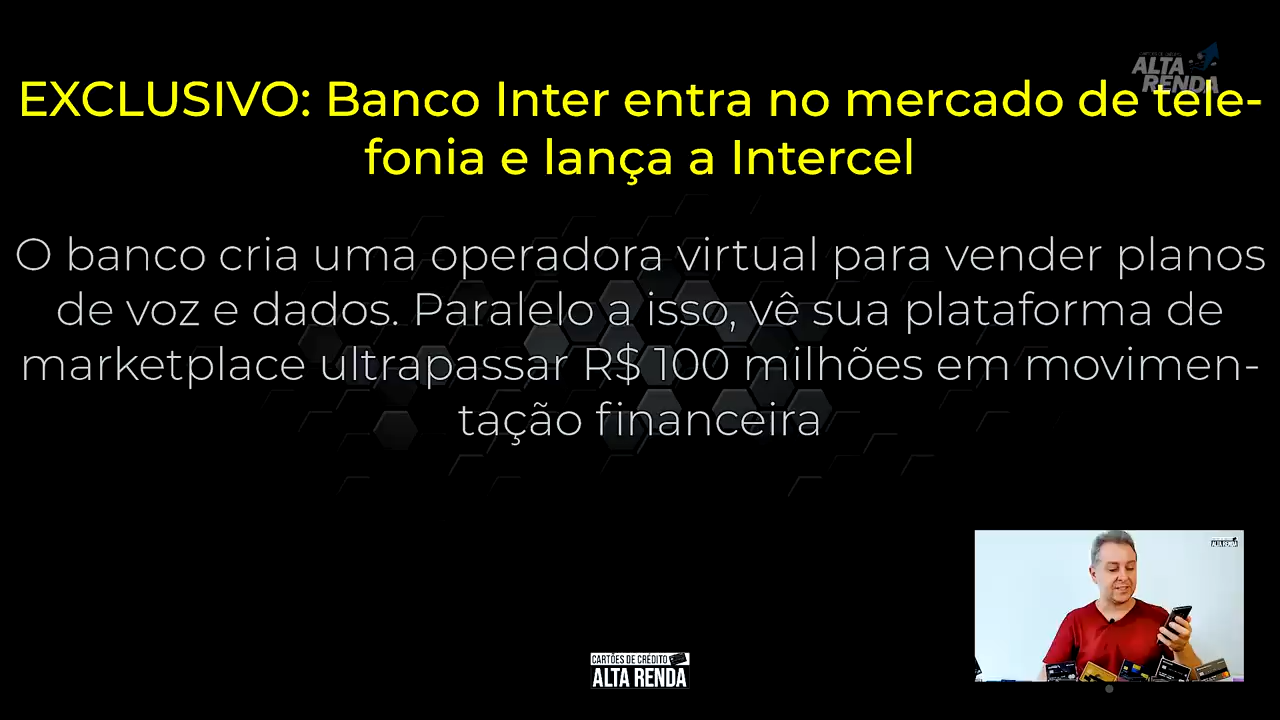 ALTA
RENDA
EXCLUSIVO: Banco Inter entra no mercado de tele-
fonia e lança a Intercel
O banco cria uma operadora virtual para vender planos
de voz e dados. Paralelo a isso, vê sua plataforma de
marketplace ultrapassar R$ 100 milhões em movimen-
tação financeira
ALTA RENDA
CARTÕES DE CRÉDITO
ALTA RENDA